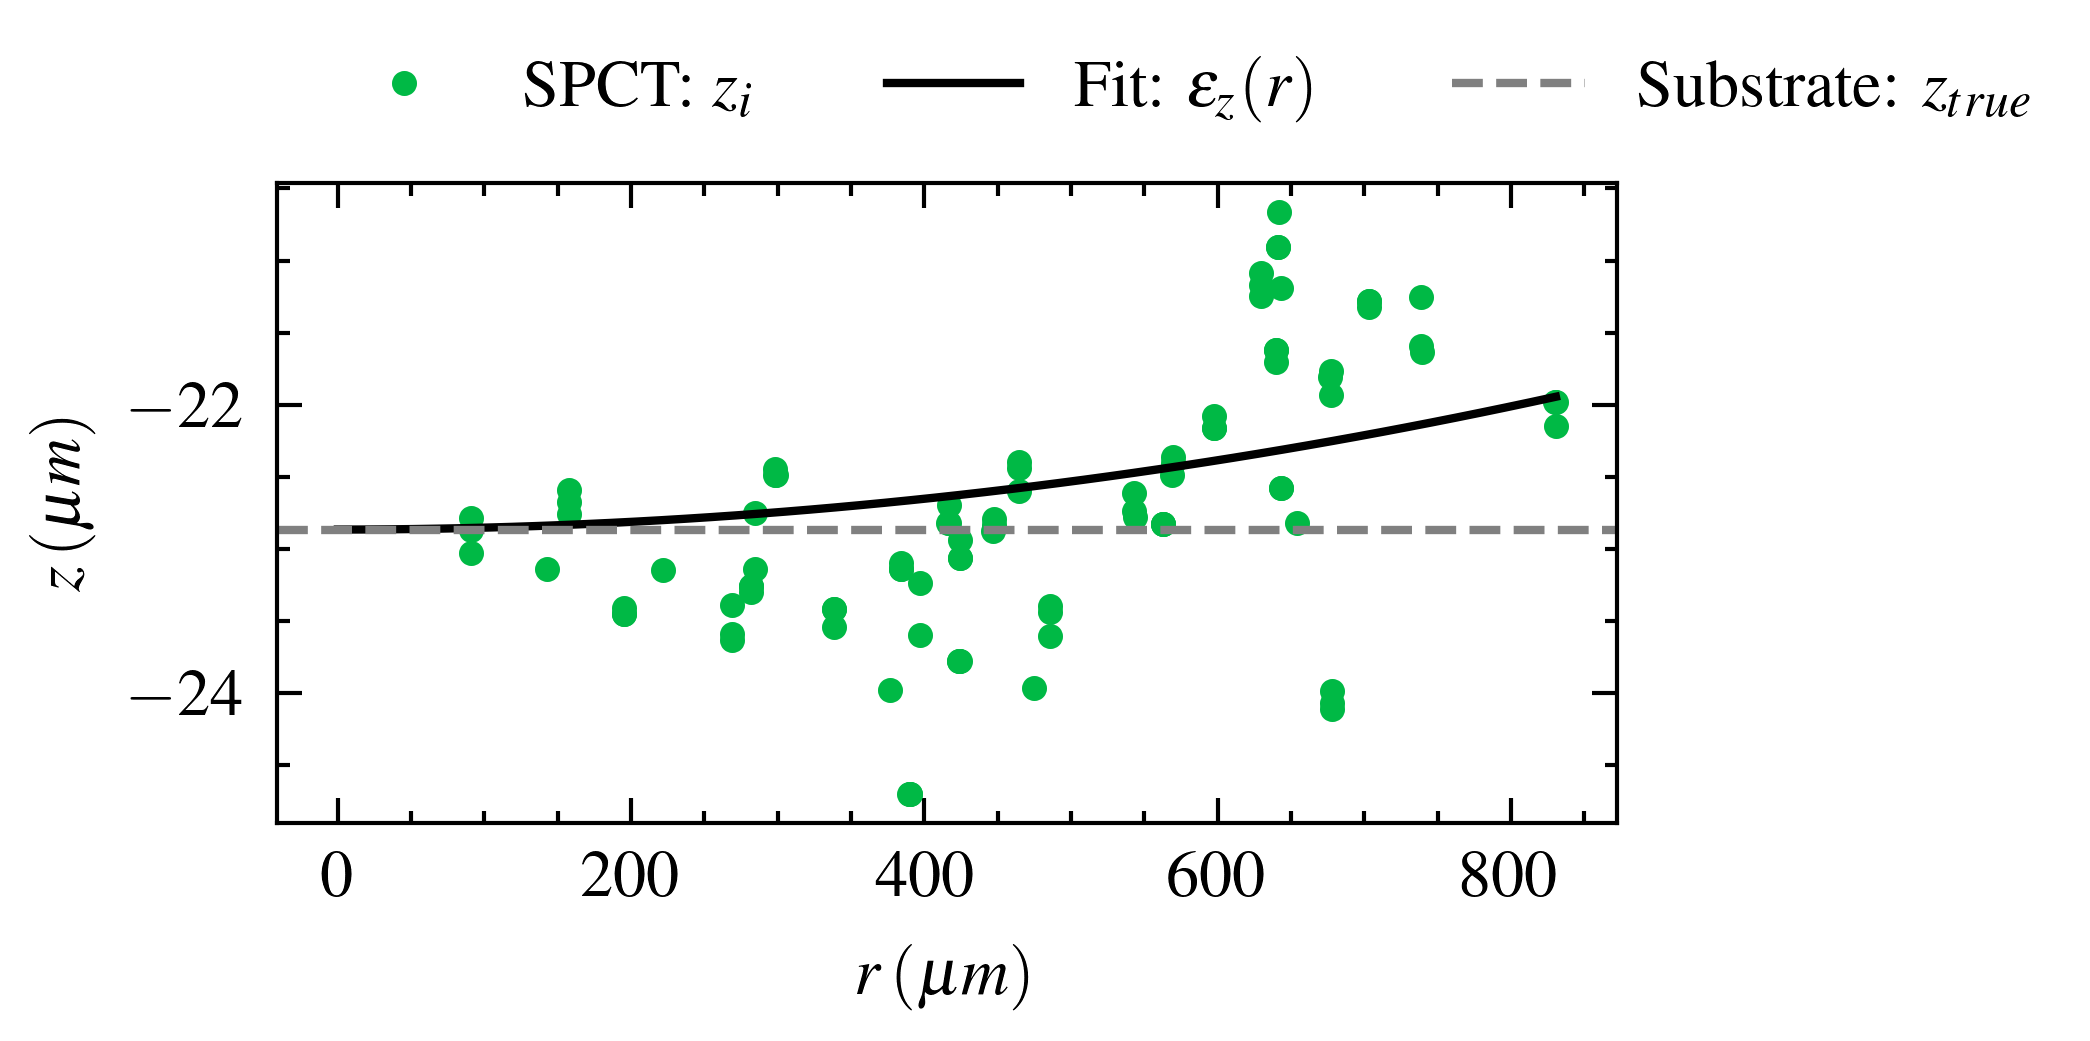 SPCT: z_i Fit: ε_z(r) Substrate: z_true
z (μm)
−22
−24
0 200 400 600 800
r (μm)